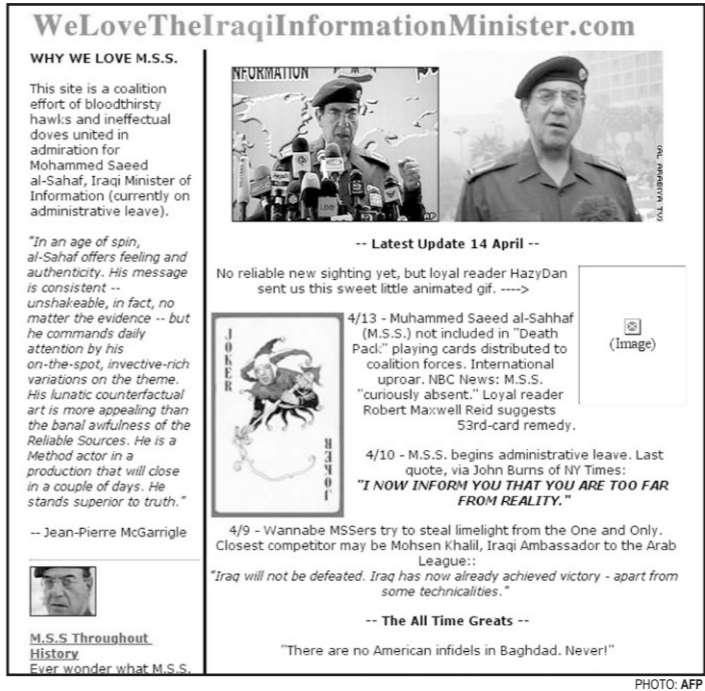 WeLoveTheIraqiInformationMinister.com
WHY WE LOVE M.S.S.
This site is a coalition
effort of bloodthirsty
hawks and ineffectual
doves united in
admiration for
Mohammed Saeed
al-Sahaf, Iraqi Minister of
Information (currently on
administrative leave).
"In an age of spin,
al-Sahaf offers feeling and
authenticity. His message
is consistent --
unshakeable, in fact, no
matter the evidence -- but
he commands daily
attention by his
on-the-spot, invective-rich
variations on the theme.
His lunatic counterfactual
art is more appealing than
the banal awfulness of the
Reliable Sources. He is a
Method actor in a
production that will close
in a couple of days. He
stands superior to truth."
-- Jean-Pierre McGarrigle
M.S.S Throughout
History
Ever wonder what M.S.S.
NFORMATION
AP
AL ARABIYA TV
-- Latest Update 14 April --
No reliable new sighting yet, but loyal reader HazyDan
sent us this sweet little animated gif. ---->
(Image)
JOKER
JOKER
4/13 - Muhammed Saeed al-Sahhaf
(M.S.S.) not included in "Death
Pack" playing cards distributed to
coalition forces. International
uproar. NBC News: M.S.S.
"curiously absent." Loyal reader
Robert Maxwell Reid suggests
53rd-card remedy.
4/10 - M.S.S. begins administrative leave. Last
quote, via John Burns of NY Times:
"I NOW INFORM YOU THAT YOU ARE TOO FAR
FROM REALITY."
4/9 - Wannabe MSSers try to steal limelight from the One and Only.
Closest competitor may be Mohsen Khalil, Iraqi Ambassador to the Arab
League::
"Iraq will not be defeated. Iraq has now already achieved victory - apart from
some technicalities."
-- The All Time Greats --
"There are no American infidels in Baghdad. Never!"
PHOTO: AFP